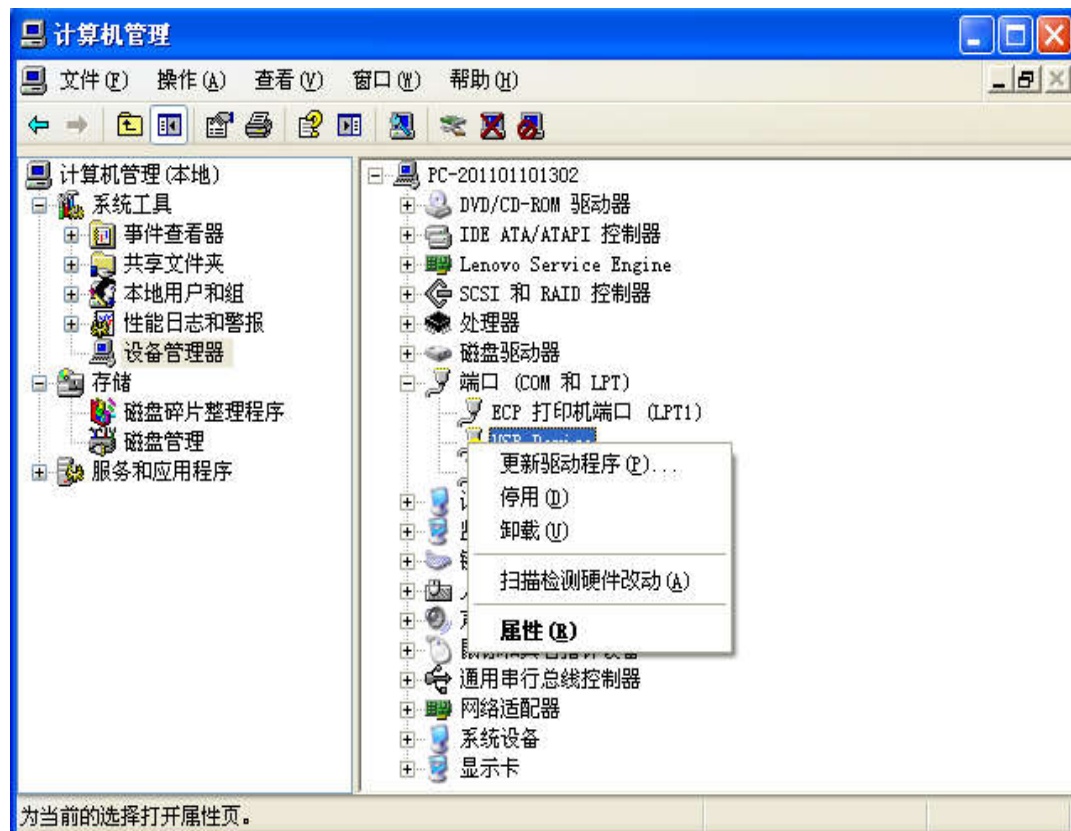 计算机管理
文件(F) 操作(A) 查看(V) 窗口(W) 帮助(H)
计算机管理(本地)
系统工具
事件查看器
共享文件夹
本地用户和组
性能日志和警报
设备管理器
存储
磁盘碎片整理程序
磁盘管理
服务和应用程序
PC-201101101302
DVD/CD-ROM 驱动器
IDE ATA/ATAPI 控制器
Lenovo Service Engine
SCSI 和 RAID 控制器
处理器
磁盘驱动器
端口 (COM 和 LPT)
ECP 打印机端口 (LPT1)
更新驱动程序(P)...
停用(D)
卸载(U)
扫描检测硬件改动(A)
属性(R)
通用串行总线控制器
网络适配器
系统设备
显示卡
为当前的选择打开属性页。